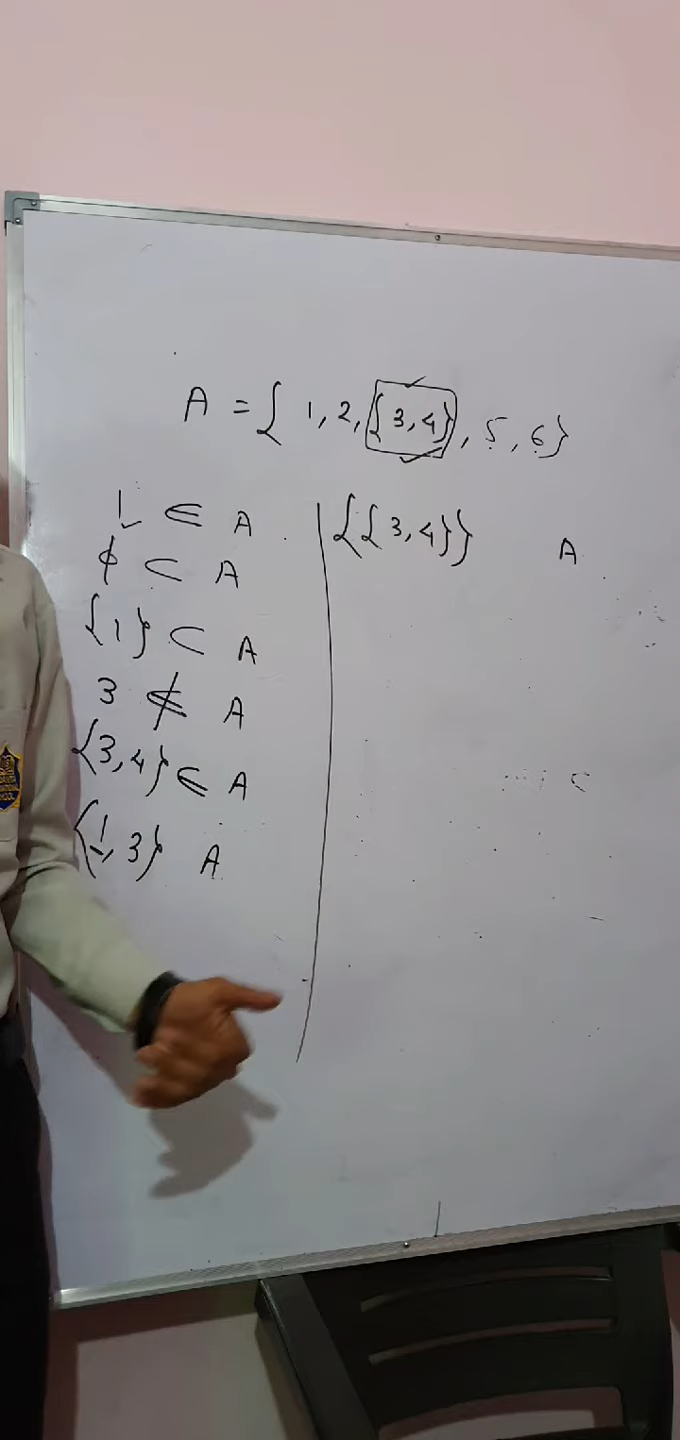 A = { 1, 2, {3, 4}, 5, 6}
1 ∈ A
ϕ ⊂ A
{1} ⊂ A
3 ∉ A
{3, 4} ∈ A
{1, 3} A
{{3, 4}} A